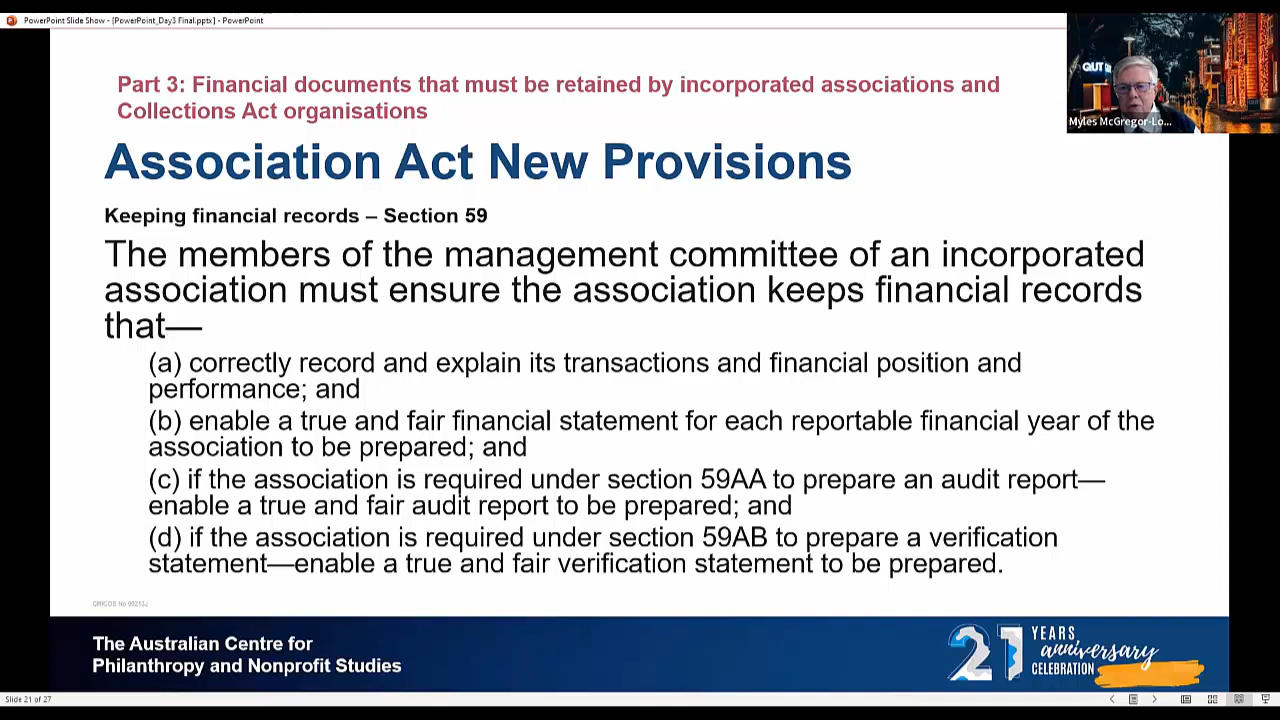 PowerPoint Slide Show - [PowerPoint_Day3 Final.pptx] - PowerPoint
Part 3: Financial documents that must be retained by incorporated associations and
Collections Act organisations
QUT
Myles McGregor-Lo...
Association Act New Provisions
Keeping financial records – Section 59
The members of the management committee of an incorporated
association must ensure the association keeps financial records
that—
(a) correctly record and explain its transactions and financial position and
performance; and
(b) enable a true and fair financial statement for each reportable financial year of the
association to be prepared; and
(c) if the association is required under section 59AA to prepare an audit report—
enable a true and fair audit report to be prepared; and
(d) if the association is required under section 59AB to prepare a verification
statement—enable a true and fair verification statement to be prepared.
CRICOS No 00213J
The Australian Centre for
Philanthropy and Nonprofit Studies
21
YEARS
anniversary
CELEBRATION
Slide 21 of 27